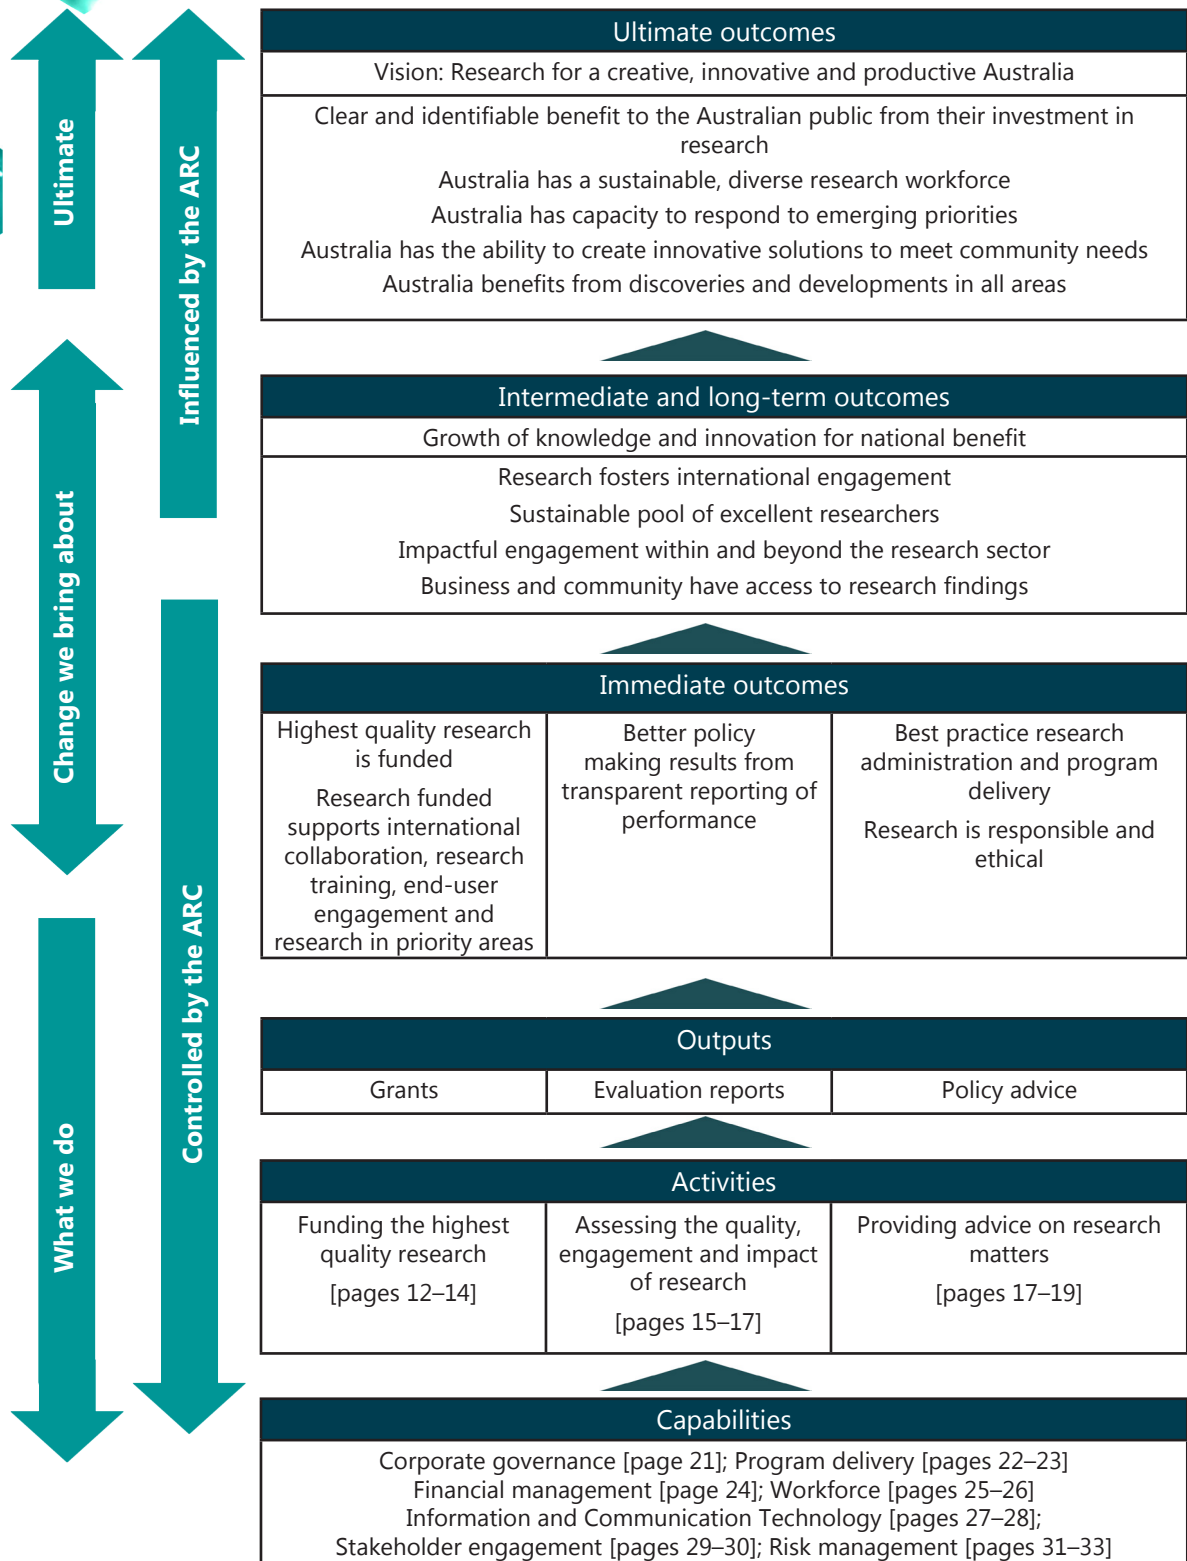 Ultimate
Influenced by the ARC
Change we bring about
Controlled by the ARC
What we do
Ultimate outcomes
Vision: Research for a creative, innovative and productive Australia
Clear and identifiable benefit to the Australian public from their investment in
research
Australia has a sustainable, diverse research workforce
Australia has capacity to respond to emerging priorities
Australia has the ability to create innovative solutions to meet community needs
Australia benefits from discoveries and developments in all areas
Intermediate and long-term outcomes
Growth of knowledge and innovation for national benefit
Research fosters international engagement
Sustainable pool of excellent researchers
Impactful engagement within and beyond the research sector
Business and community have access to research findings
Immediate outcomes
Highest quality research
is funded
Research funded
supports international
collaboration, research
training, end-user
engagement and
research in priority areas
Better policy
making results from
transparent reporting of
performance
Best practice research
administration and program
delivery
Research is responsible and
ethical
Outputs
Grants
Evaluation reports
Policy advice
Activities
Funding the highest
quality research
[pages 12–14]
Assessing the quality,
engagement and impact
of research
[pages 15–17]
Providing advice on research
matters
[pages 17–19]
Capabilities
Corporate governance [page 21]; Program delivery [pages 22–23]
Financial management [page 24]; Workforce [pages 25–26]
Information and Communication Technology [pages 27–28];
Stakeholder engagement [pages 29–30]; Risk management [pages 31–33]